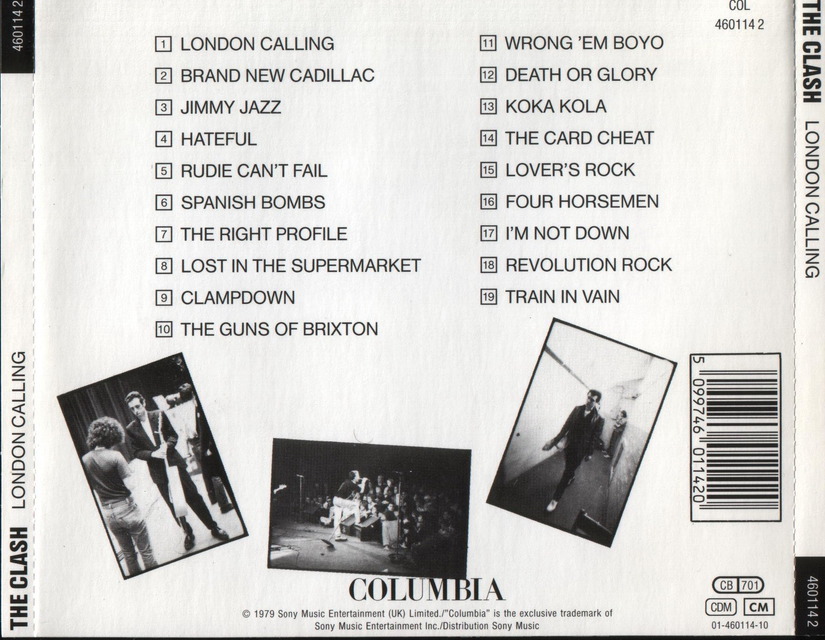 460114 2
THE CLASH LONDON CALLING
COL
460114 2
1 LONDON CALLING
2 BRAND NEW CADILLAC
3 JIMMY JAZZ
4 HATEFUL
5 RUDIE CAN'T FAIL
6 SPANISH BOMBS
7 THE RIGHT PROFILE
8 LOST IN THE SUPERMARKET
9 CLAMPDOWN
10 THE GUNS OF BRIXTON
11 WRONG 'EM BOYO
12 DEATH OR GLORY
13 KOKA KOLA
14 THE CARD CHEAT
15 LOVER'S ROCK
16 FOUR HORSEMEN
17 I'M NOT DOWN
18 REVOLUTION ROCK
19 TRAIN IN VAIN
5 099746 011420
COLUMBIA
© 1979 Sony Music Entertainment (UK) Limited./"Columbia" is the exclusive trademark of
Sony Music Entertainment Inc./Distribution Sony Music
CB 701
CDM CM
01-460114-10
THE CLASH LONDON CALLING
460114 2